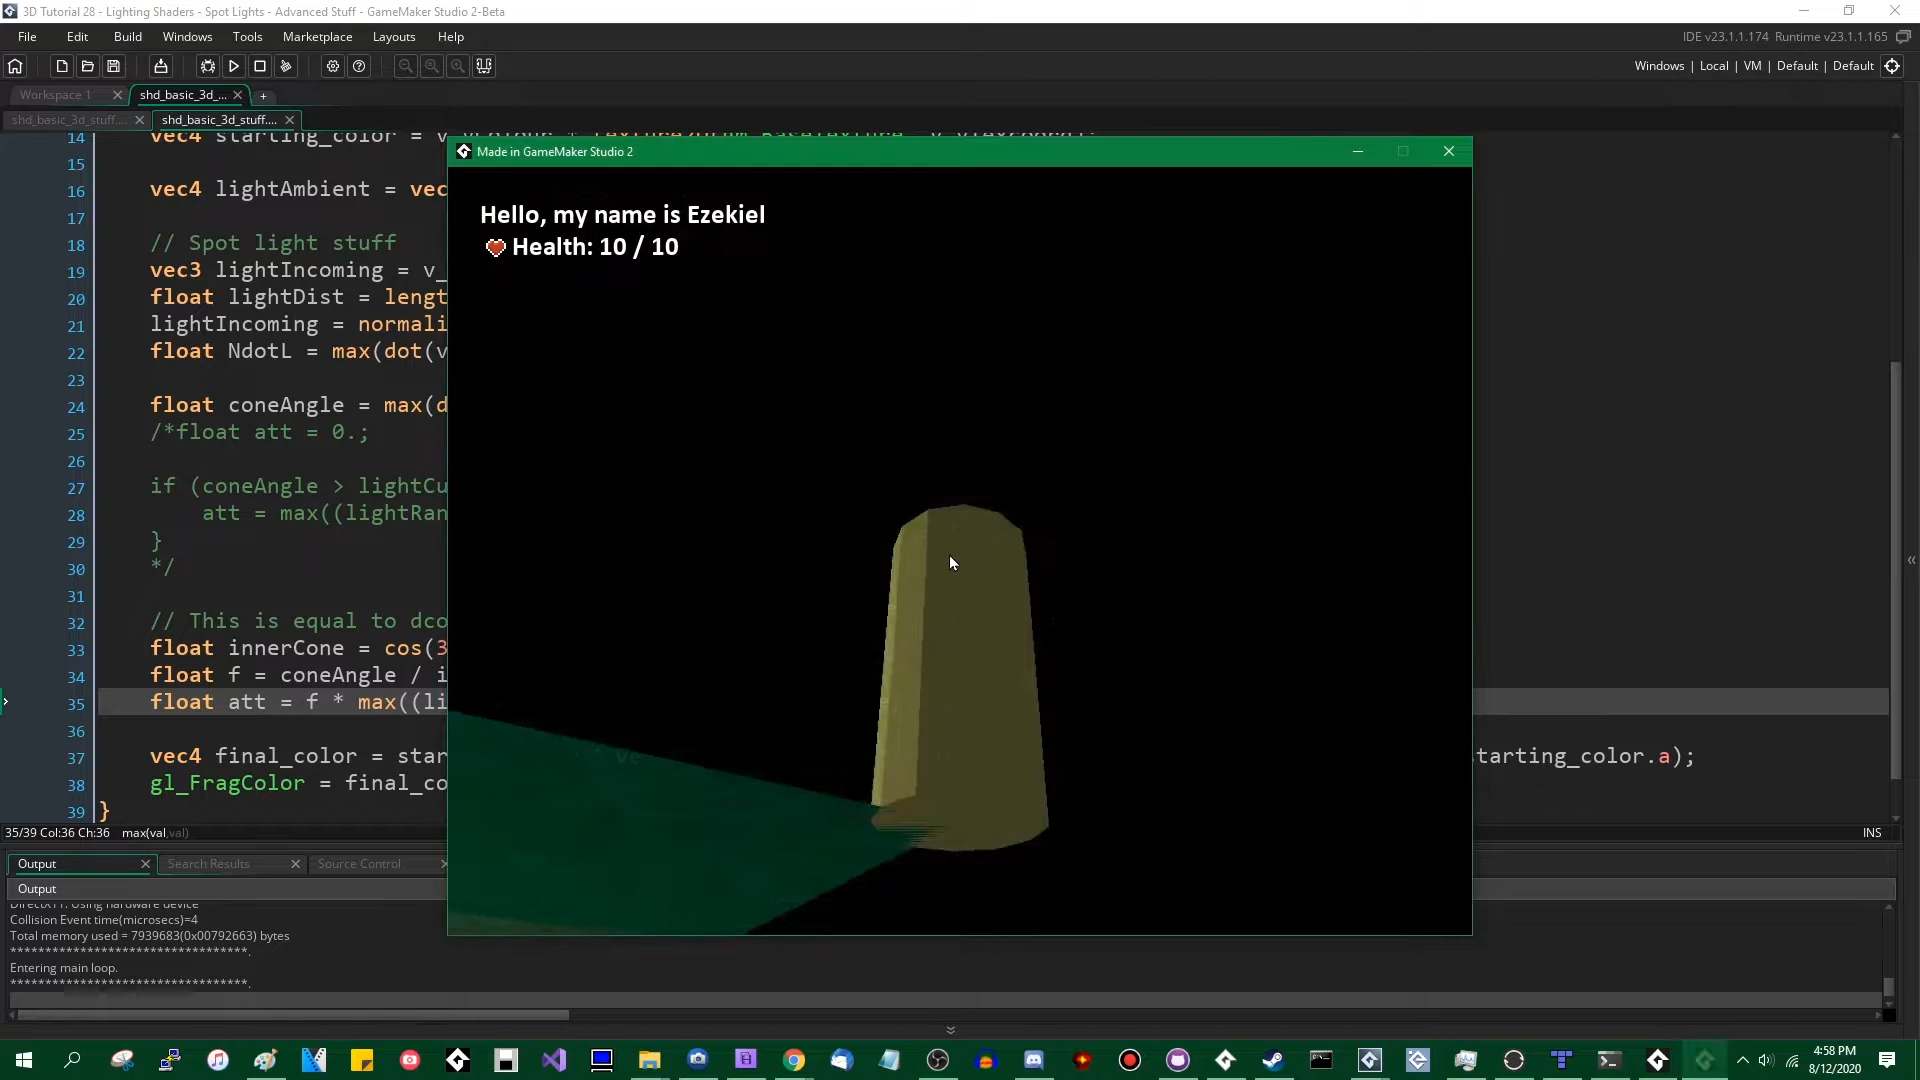 3D Tutorial 28 - Lighting Shaders - Spot Lights - Advanced Stuff - GameMaker Studio 2-Beta
File Edit Build Windows Tools Marketplace Layouts Help
IDE v23.1.1.174 Runtime v23.1.1.165
Windows | Local | VM | Default | Default
Workspace 1
shd_basic_3d_...
shd_basic_3d_stuff....
shd_basic_3d_stuff....
14 vec4 starting_color =
15
16 vec4 lightAmbient = vec
17
18 // Spot light stuff
19 vec3 lightIncoming = v_
20 float lightDist = lengt
21 lightIncoming = normali
22 float NdotL = max(dot(v
23
24 float coneAngle = max(d
25 /*float att = 0.;
26
27 if (coneAngle > lightCu
28 att = max((lightRan
29 }
30 */
31
32 // This is equal to dco
33 float innerCone = cos(3
34 float f = coneAngle / i
35 float att = f * max((li
36
37 vec4 final_color = star
tarting_color.a);
38 gl_FragColor = final_co
39 }
Made in GameMaker Studio 2
Hello, my name is Ezekiel
Health: 10 / 10
35/39 Col:36 Ch:36 max(val,val)
INS
Output
Search Results
Source Control
Output
DirectX11: Using hardware device
Collision Event time(microsecs)=4
Total memory used = 7939683(0x00792663) bytes
**********************************.
Entering main loop.
**********************************.
4:58 PM
8/12/2020